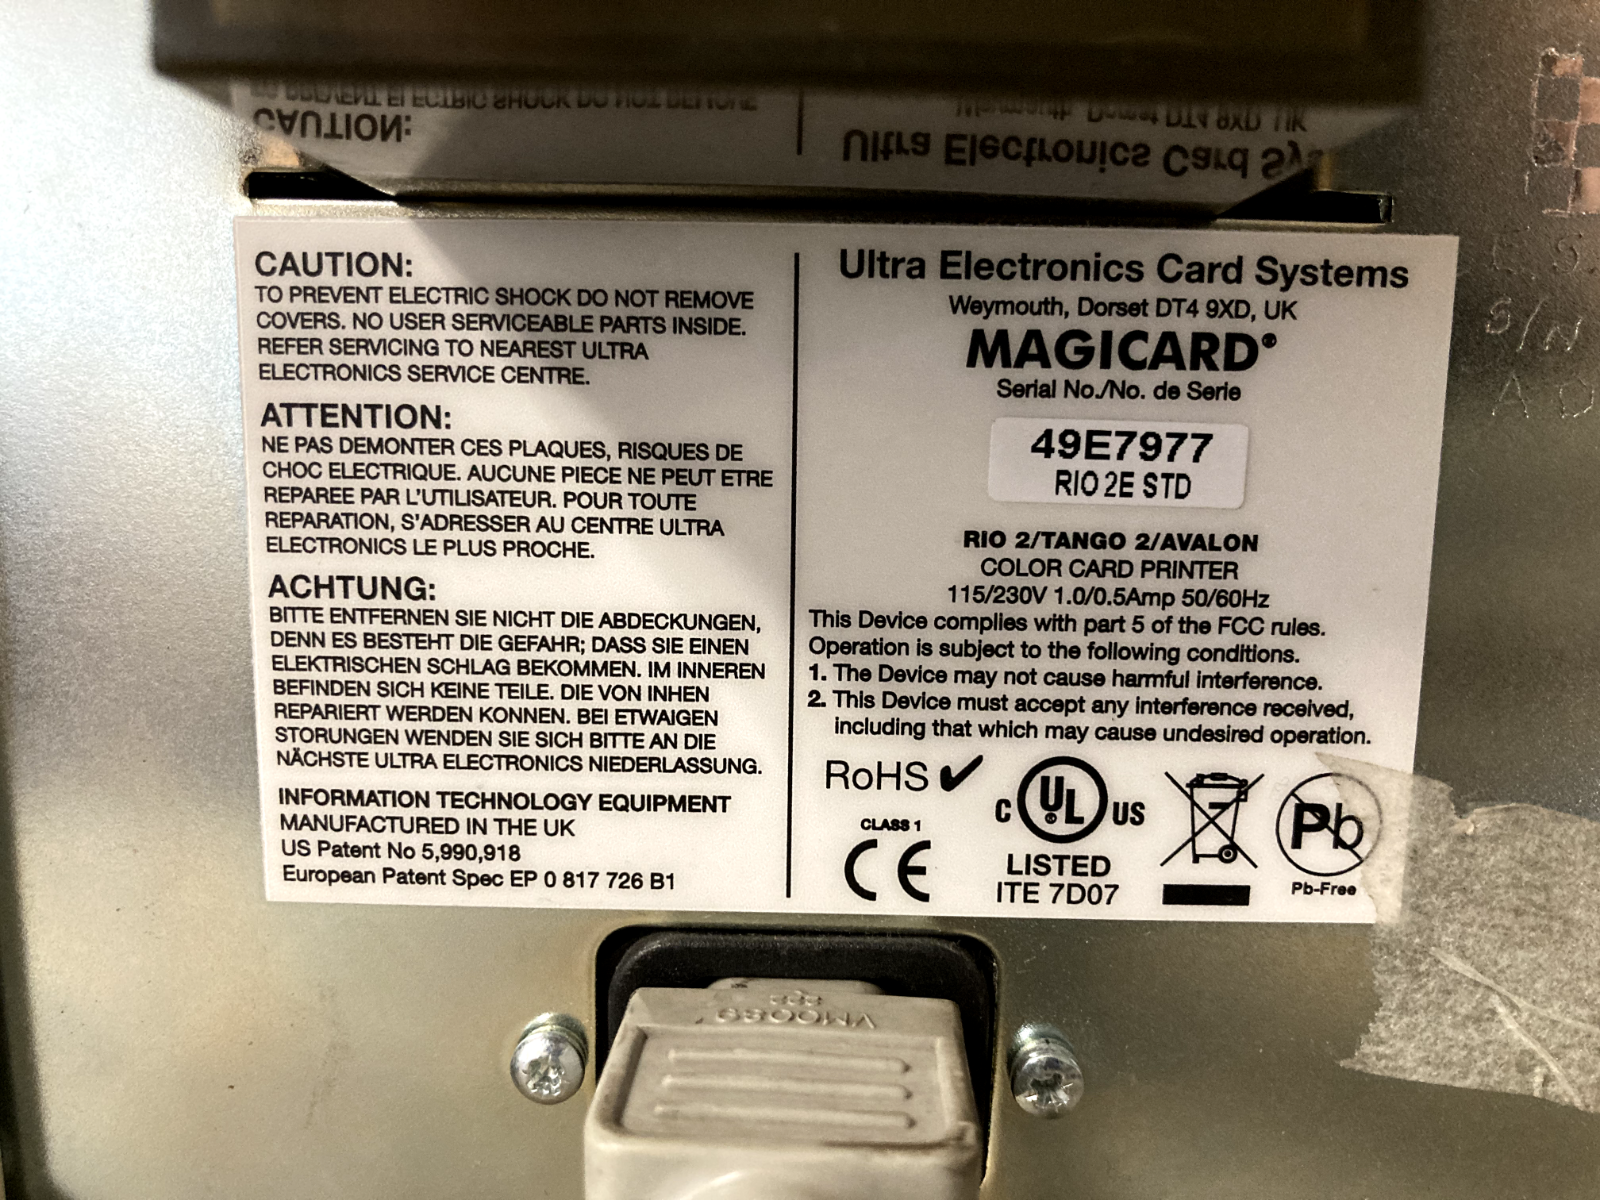 CAUTION:
TO PREVENT ELECTRIC SHOCK DO NOT REMOVE
COVERS. NO USER SERVICEABLE PARTS INSIDE.
REFER SERVICING TO NEAREST ULTRA
ELECTRONICS SERVICE CENTRE.
ATTENTION:
NE PAS DEMONTER CES PLAQUES, RISQUES DE
CHOC ELECTRIQUE. AUCUNE PIECE NE PEUT ETRE
REPAREE PAR L'UTILISATEUR. POUR TOUTE
REPARATION, S'ADRESSER AU CENTRE ULTRA
ELECTRONICS LE PLUS PROCHE.
ACHTUNG:
BITTE ENTFERNEN SIE NICHT DIE ABDECKUNGEN,
DENN ES BESTEHT DIE GEFAHR; DASS SIE EINEN
ELEKTRISCHEN SCHLAG BEKOMMEN. IM INNEREN
BEFINDEN SICH KEINE TEILE. DIE VON INHEN
REPARIERT WERDEN KONNEN. BEI ETWAIGEN
STORUNGEN WENDEN SIE SICH BITTE AN DIE
NÄCHSTE ULTRA ELECTRONICS NIEDERLASSUNG.
INFORMATION TECHNOLOGY EQUIPMENT
MANUFACTURED IN THE UK
US Patent No 5,990,918
European Patent Spec EP 0 817 726 B1
Ultra Electronics Card Systems
Weymouth, Dorset DT4 9XD, UK
MAGICARD®
Serial No./No. de Serie
49E7977
RIO 2E STD
RIO 2/TANGO 2/AVALON
COLOR CARD PRINTER
115/230V 1.0/0.5Amp 50/60Hz
This Device complies with part 5 of the FCC rules.
Operation is subject to the following conditions.
1. The Device may not cause harmful interference.
2. This Device must accept any interference received,
including that which may cause undesired operation.
RoHS ✔
CLASS 1
CE
C UL ® US
LISTED
ITE 7D07
Pb
Pb-Free
S/N
VM0089